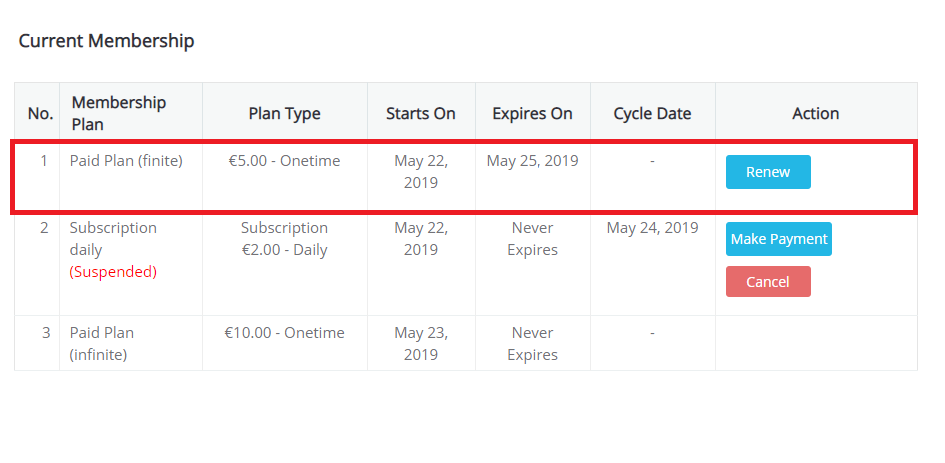 Current Membership
No. Membership Plan Plan Type Starts On Expires On Cycle Date Action
1 Paid Plan (finite) €5.00 - Onetime May 22, 2019 May 25, 2019 - Renew
2 Subscription daily (Suspended) Subscription €2.00 - Daily May 22, 2019 Never Expires May 24, 2019 Make Payment Cancel
3 Paid Plan (infinite) €10.00 - Onetime May 23, 2019 Never Expires -